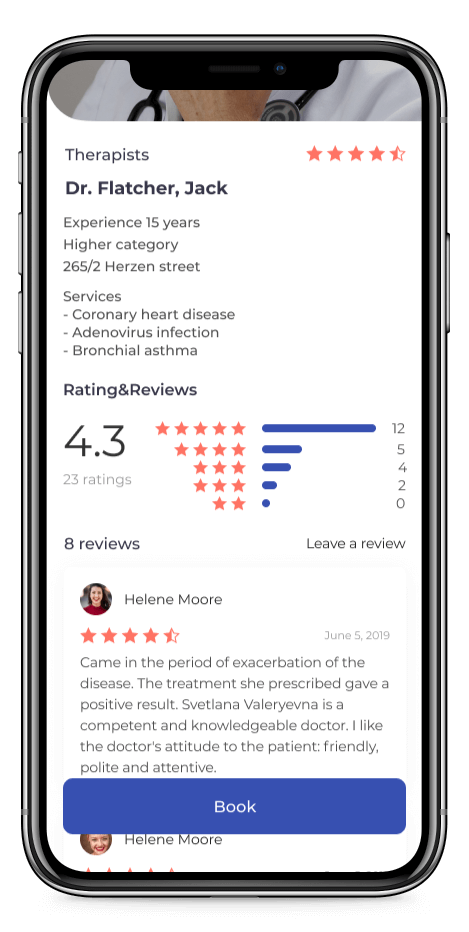 Therapists
Dr. Flatcher, Jack
Experience 15 years
Higher category
265/2 Herzen street
Services
- Coronary heart disease
- Adenovirus infection
- Bronchial asthma
Rating&Reviews
4.3
23 ratings
12
5
4
2
0
8 reviews
Leave a review
Helene Moore
June 5, 2019
Came in the period of exacerbation of the
disease. The treatment she prescribed gave a
positive result. Svetlana Valeryevna is a
competent and knowledgeable doctor. I like
the doctor's attitude to the patient: friendly,
polite and attentive.
Book
Helene Moore